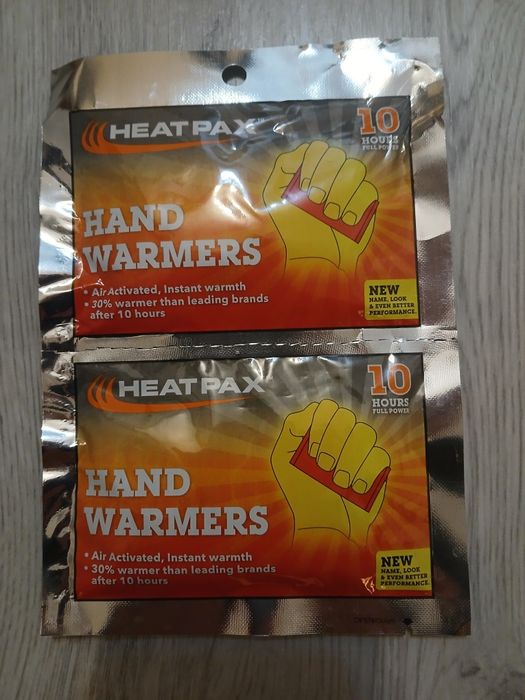 HEAT PAX
10
HOURS
FULL POWER
HAND
WARMERS
• Air Activated, Instant warmth
• 30% warmer than leading brands
after 10 hours
NEW
NAME, LOOK
& EVEN BETTER
PERFORMANCE.
HEAT PAX
10
HOURS
FULL POWER
HAND
WARMERS
• Air Activated, Instant warmth
• 30% warmer than leading brands
after 10 hours
NEW
NAME, LOOK
& EVEN BETTER
PERFORMANCE.